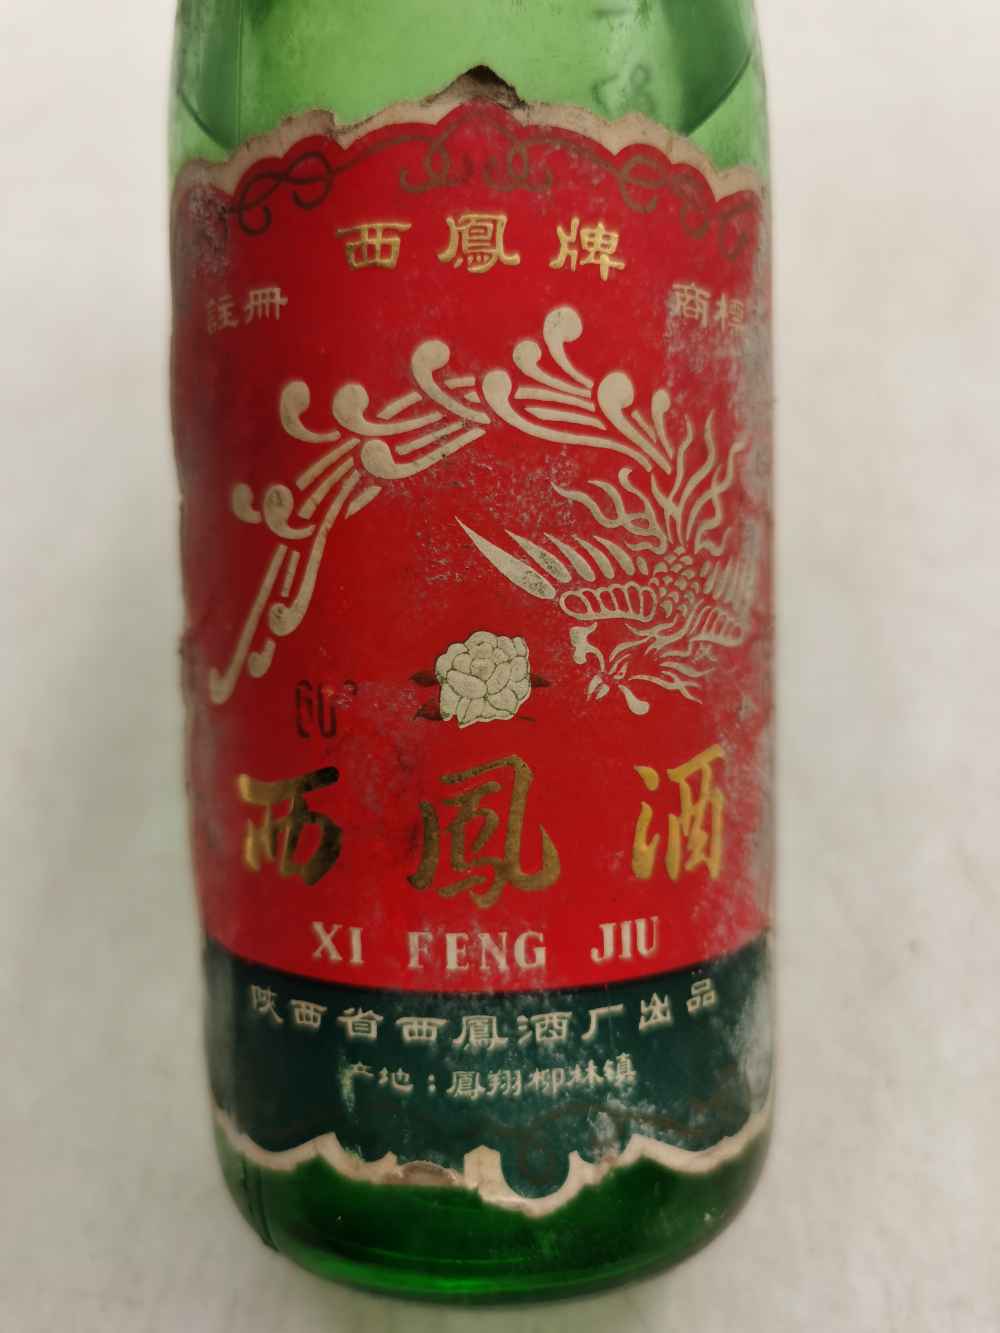 西鳳牌
註冊 商標
60°
西鳳酒
XI FENG JIU
陕西省西鳳酒厂出品
产地：鳳翔柳林镇